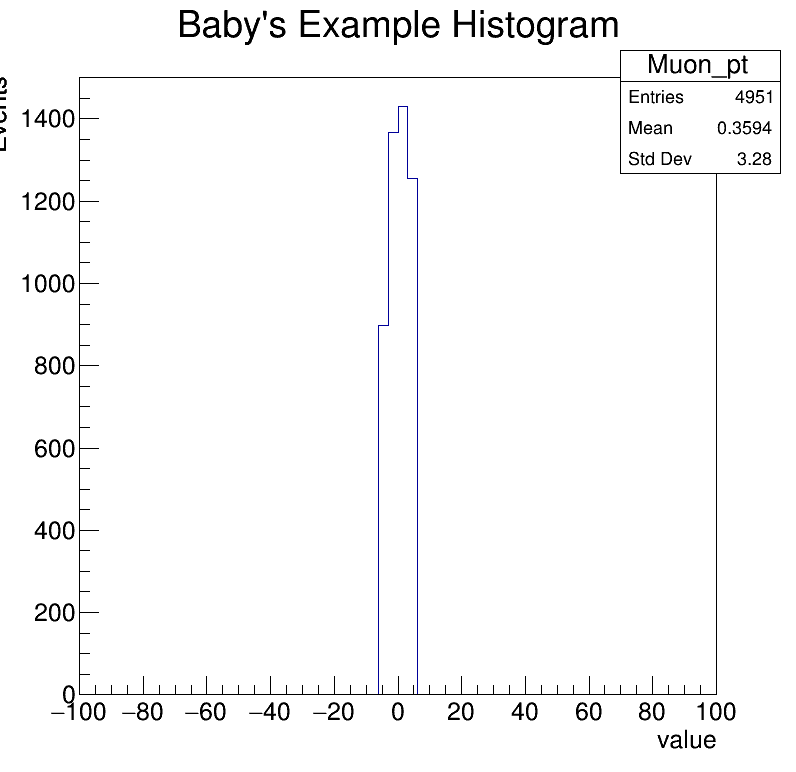 Baby's Example Histogram
Muon_pt
Entries 4951
Mean 0.3594
Std Dev 3.28
Events
1400
1200
1000
800
600
400
200
0
−100 −80 −60 −40 −20 0 20 40 60 80 100
value